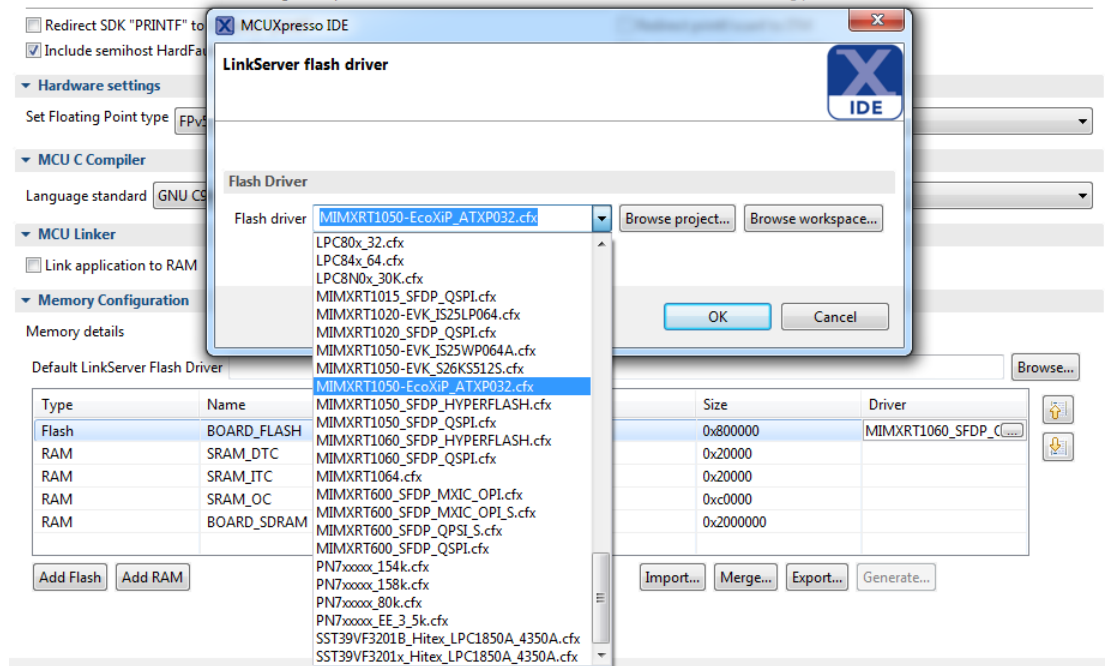 Redirect SDK "PRINTF" to
Include semihost HardFau
MCUXpresso IDE
LinkServer flash driver
IDE
Hardware settings
Set Floating Point type FPv5
MCU C Compiler
Language standard GNU C9
MCU Linker
Link application to RAM
Memory Configuration
Memory details
Default LinkServer Flash Driver Browse...
Flash Driver
Flash driver MIMXRT1050-EcoXiP_ATXP032.cfx Browse project... Browse workspace...
LPC80x_32.cfx
LPC84x_64.cfx
LPC8N0x_30K.cfx
MIMXRT1015_SFDP_QSPI.cfx
MIMXRT1020-EVK_IS25LP064.cfx
MIMXRT1020_SFDP_QSPI.cfx
MIMXRT1050-EVK_IS25WP064A.cfx
MIMXRT1050-EVK_S26KS512S.cfx
MIMXRT1050-EcoXiP_ATXP032.cfx
MIMXRT1050_SFDP_HYPERFLASH.cfx
MIMXRT1050_SFDP_QSPI.cfx
MIMXRT1060_SFDP_HYPERFLASH.cfx
MIMXRT1060_SFDP_QSPI.cfx
MIMXRT1064.cfx
MIMXRT600_SFDP_MXIC_OPI.cfx
MIMXRT600_SFDP_MXIC_OPI_S.cfx
MIMXRT600_SFDP_QPSI_S.cfx
MIMXRT600_SFDP_QSPI.cfx
PN7xxxxx_154k.cfx
PN7xxxxx_158k.cfx
PN7xxxxx_80k.cfx
PN7xxxxx_EE_3_5k.cfx
SST39VF3201B_Hitex_LPC1850A_4350A.cfx
SST39VF3201x_Hitex_LPC1850A_4350A.cfx
OK Cancel
Type Name Size Driver
Flash BOARD_FLASH 0x800000 MIMXRT1060_SFDP_Q ...
RAM SRAM_DTC 0x20000
RAM SRAM_ITC 0x20000
RAM SRAM_OC 0xc0000
RAM BOARD_SDRAM 0x2000000
Add Flash Add RAM Import... Merge... Export... Generate...